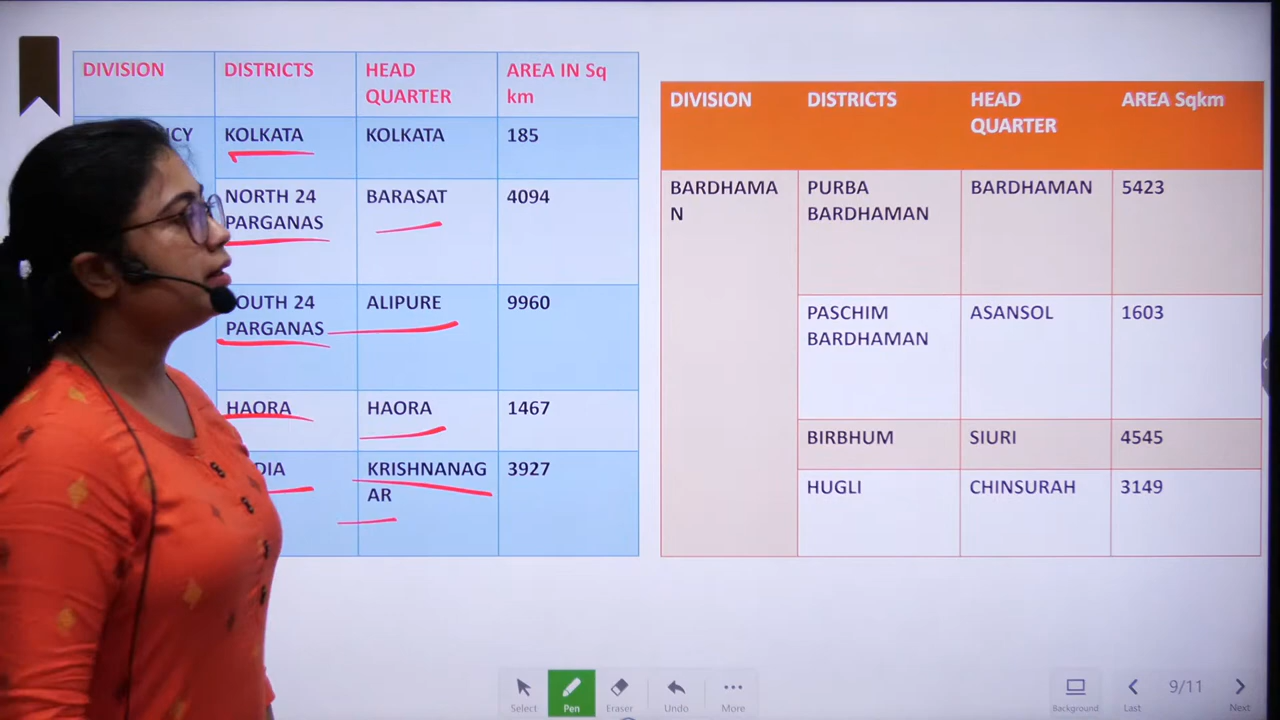 DIVISION DISTRICTS HEAD QUARTER AREA IN Sq km
KOLKATA KOLKATA 185
NORTH 24 PARGANAS BARASAT 4094
24 PARGANAS ALIPURE 9960
HAORA HAORA 1467
KRISHNANAG AR 3927
DIVISION DISTRICTS HEAD QUARTER AREA Sqkm
BARDHAMA N PURBA BARDHAMAN BARDHAMAN 5423
PASCHIM BARDHAMAN ASANSOL 1603
BIRBHUM SIURI 4545
HUGLI CHINSURAH 3149
Select Pen Eraser Undo More
Background Last 9/11 Next